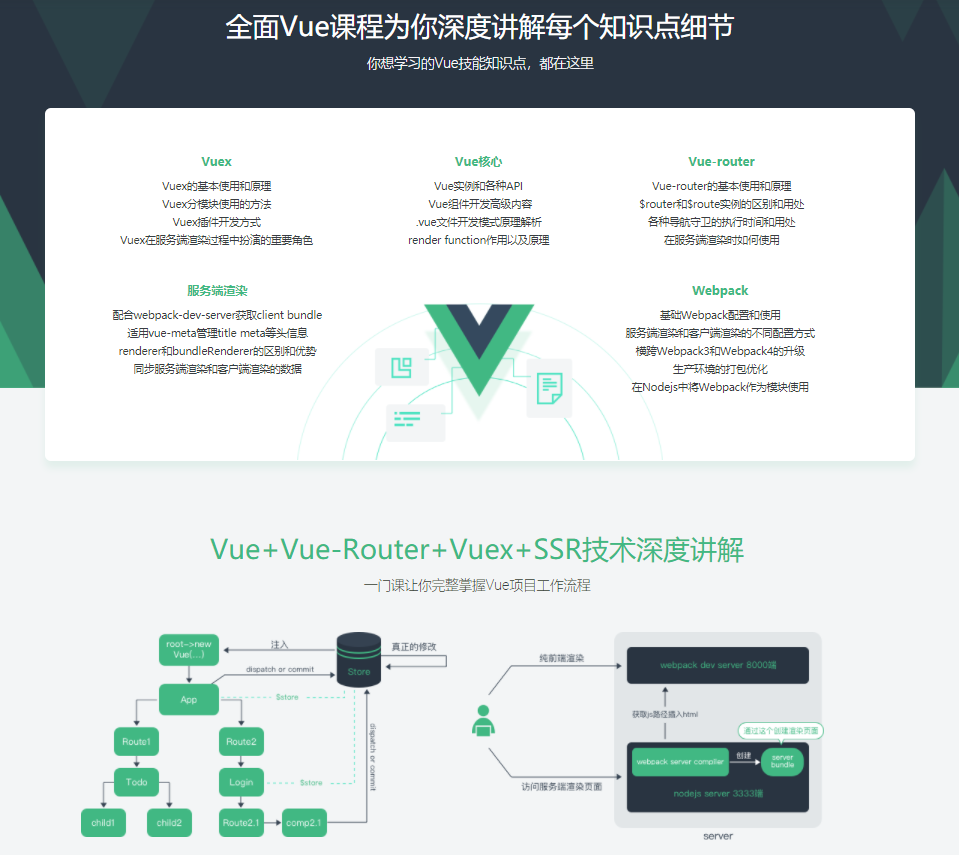 全面Vue课程为你深度讲解每个知识点细节
你想学习的Vue技能知识点，都在这里
Vuex
Vuex的基本使用和原理
Vuex分模块使用的方法
Vuex插件开发方式
Vuex在服务端渲染过程中扮演的重要角色
Vue核心
Vue实例和各种API
Vue组件开发高级内容
.vue文件开发模式原理解析
render function作用以及原理
Vue-router
Vue-router的基本使用和原理
$router和$route实例的区别和用处
各种导航守卫的执行时间和用处
在服务端渲染时如何使用
服务端渲染
配合webpack-dev-server获取client bundle
适用vue-meta管理title meta等头信息
renderer和bundleRenderer的区别和优势
同步服务端渲染和客户端渲染的数据
Webpack
基础Webpack配置和使用
服务端渲染和客户端渲染的不同配置方式
横跨Webpack3和Webpack4的升级
生产环境的打包优化
在Nodejs中将Webpack作为模块使用
Vue+Vue-Router+Vuex+SSR技术深度讲解
一门课让你完整掌握Vue项目工作流程
root->new
Vue(...)
注入
真正的修改
Store
dispatch or commit
App
$store
Route1
Route2
dispatch or commit
Todo
Login
$store
child1
child2
Route2.1
comp2.1
纯前端渲染
webpack dev server 8000端
获取js路径插入html
通过这个创建渲染页面
webpack server compiler
创建
server
bundle
访问服务端渲染页面
nodejs server 3333端
server